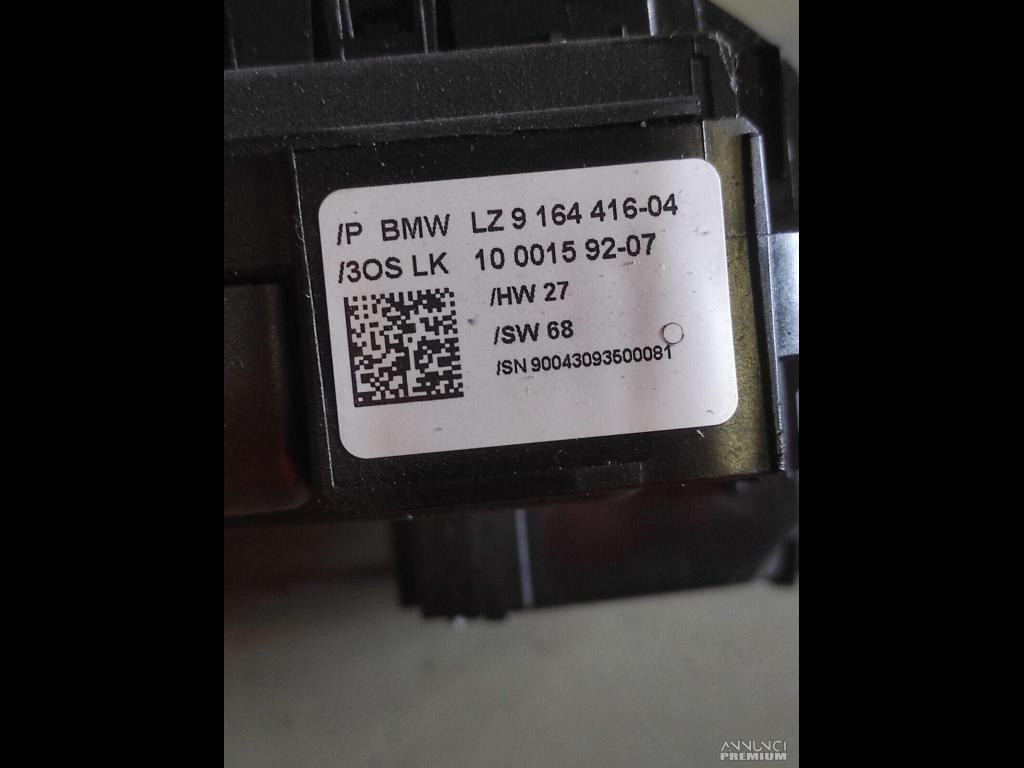 /P BMW LZ 9 164 416-04
/3OS LK 10 0015 92-07
/HW 27
/SW 68
/SN 90043093500081
ANNUNCI
PREMIUM